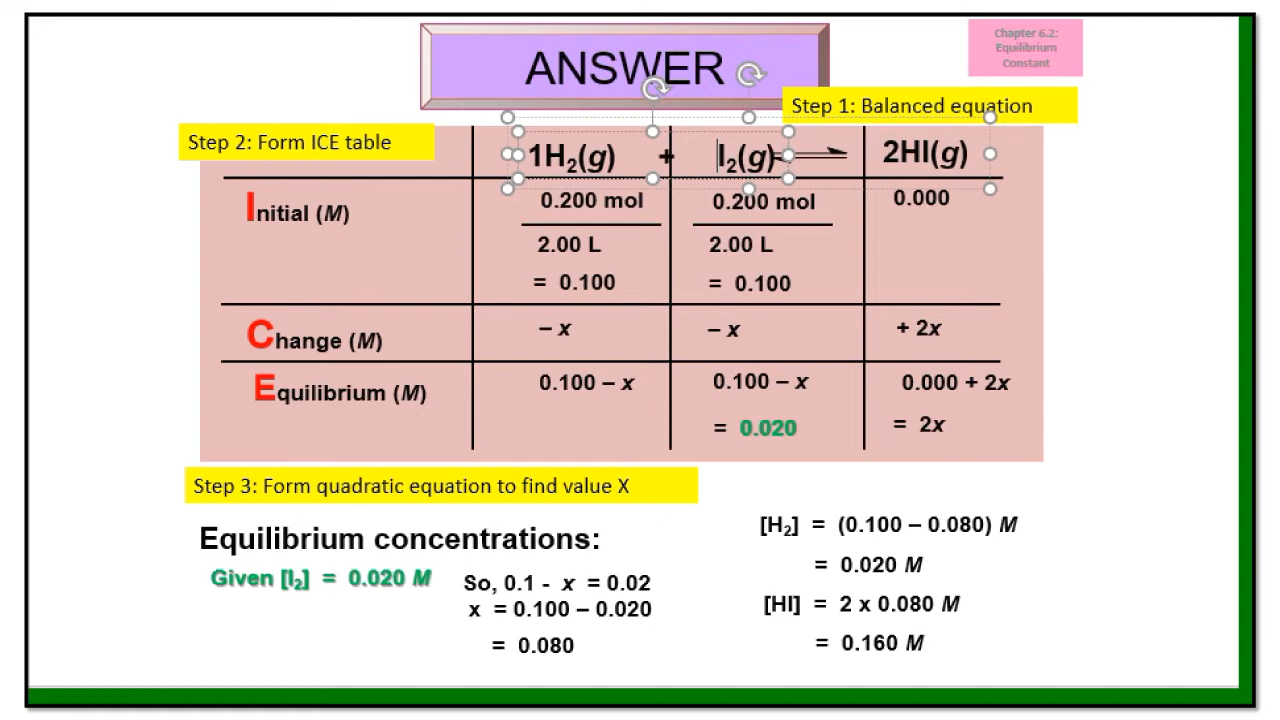 Chapter 6.2:
Equilibrium
Constant
ANSWER
Step 1: Balanced equation
Step 2: Form ICE table
1H₂(g) + I₂(g) ⇌ 2HI(g)
Initial (M) 0.200 mol 0.200 mol 0.000
2.00 L 2.00 L
= 0.100 = 0.100
Change (M) – x – x + 2x
Equilibrium (M) 0.100 – x 0.100 – x 0.000 + 2x
= 0.020 = 2x
Step 3: Form quadratic equation to find value X
Equilibrium concentrations:
Given [I₂] = 0.020 M
So, 0.1 - x = 0.02
x = 0.100 – 0.020
= 0.080
[H₂] = (0.100 – 0.080) M
= 0.020 M
[HI] = 2 x 0.080 M
= 0.160 M